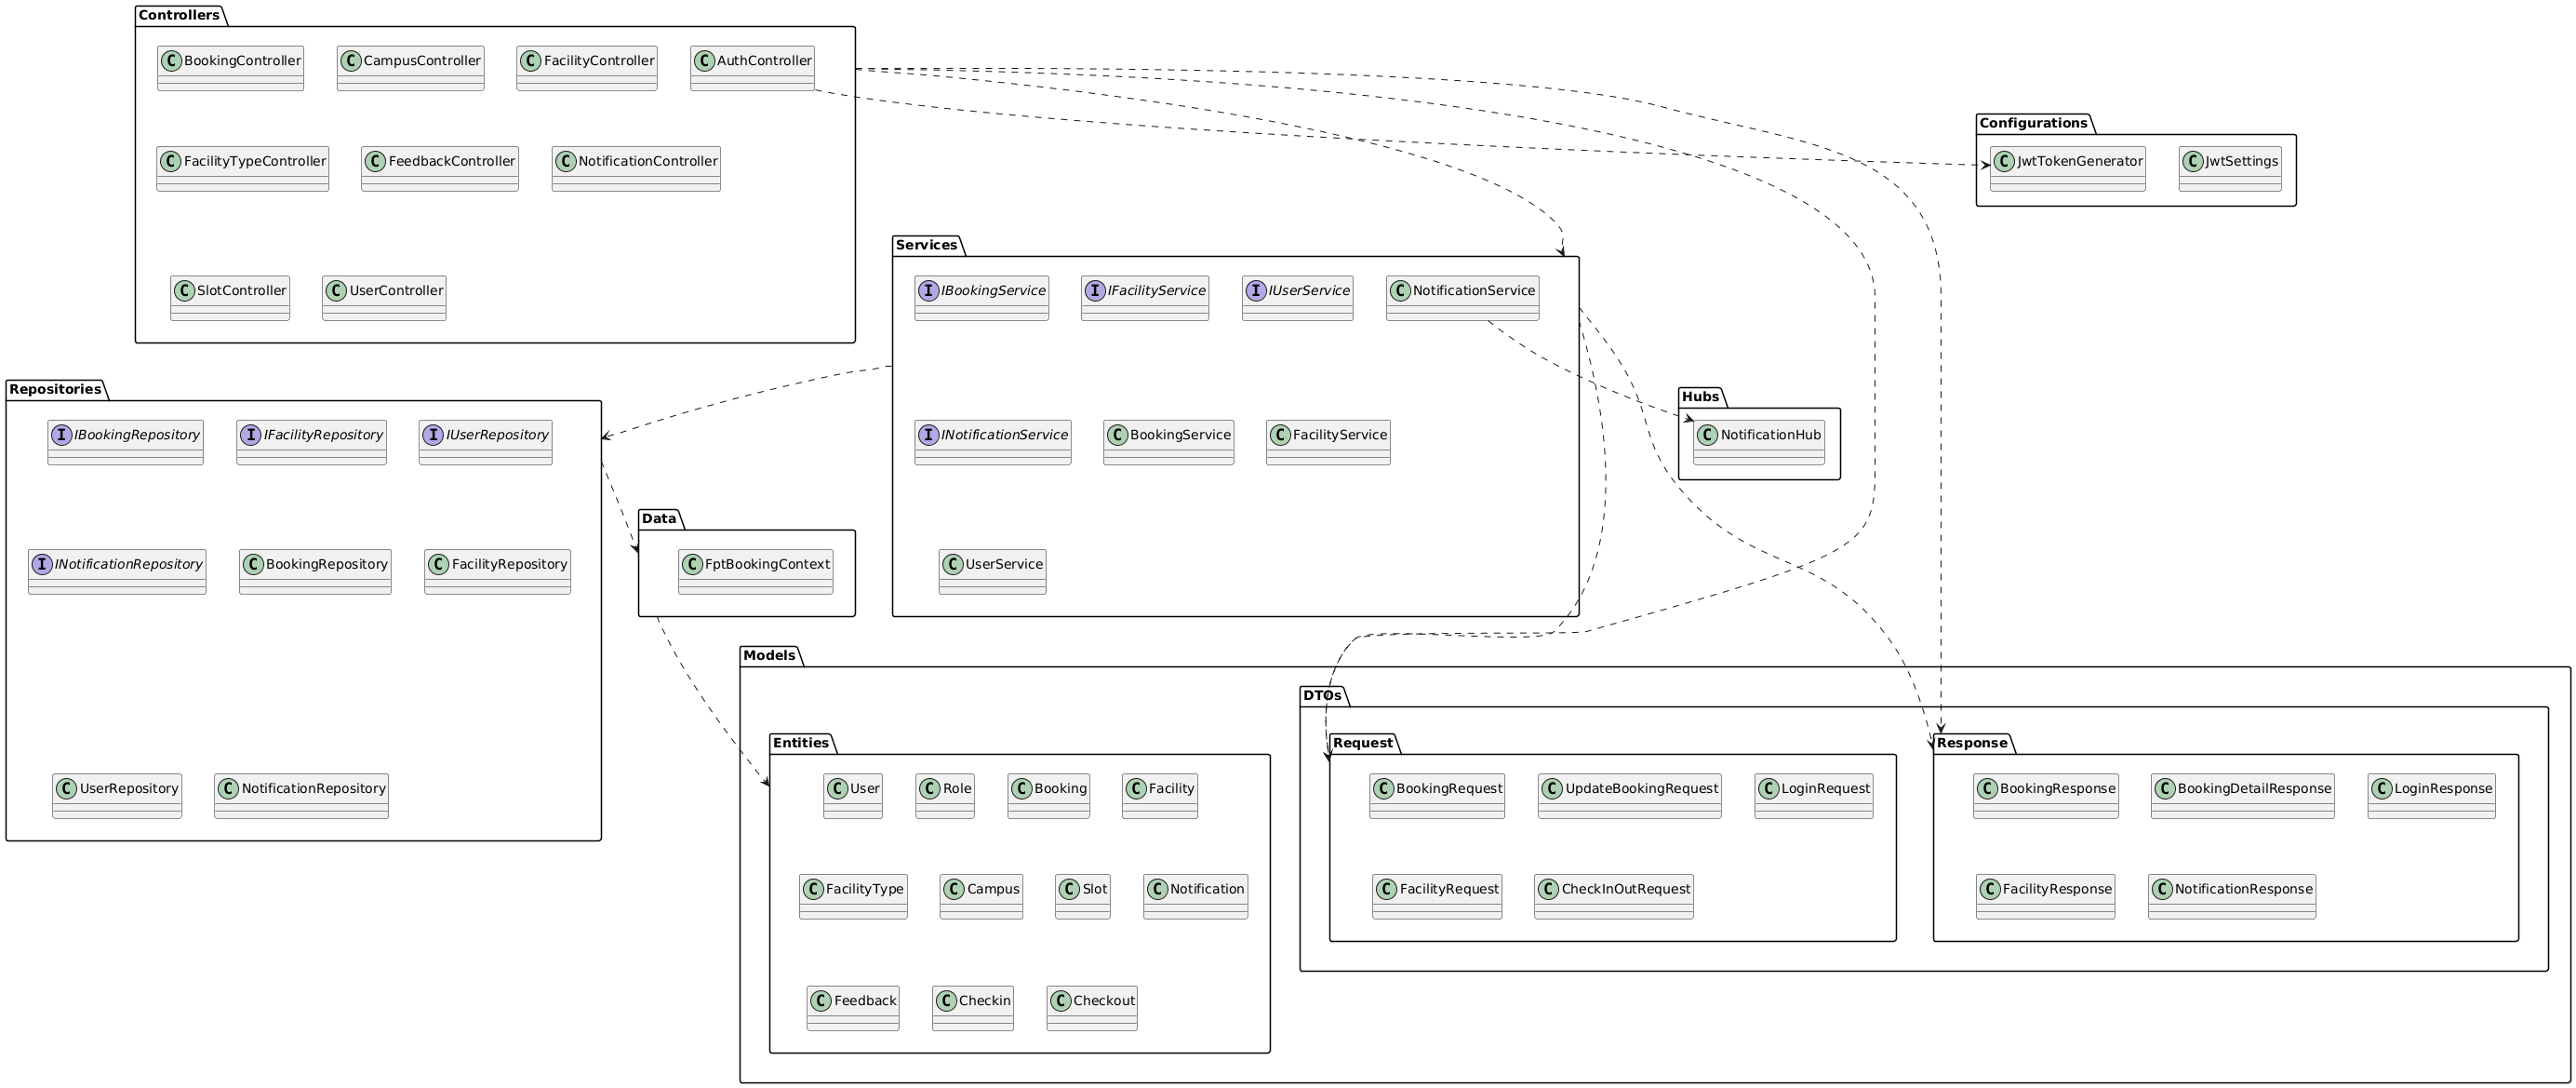 Controllers
C BookingController
C CampusController
C FacilityController
C AuthController
C FacilityTypeController
C FeedbackController
C NotificationController
C SlotController
C UserController
Configurations
C JwtTokenGenerator
C JwtSettings
Services
I IBookingService
I IFacilityService
I IUserService
C NotificationService
I INotificationService
C BookingService
C FacilityService
C UserService
Repositories
I IBookingRepository
I IFacilityRepository
I IUserRepository
I INotificationRepository
C BookingRepository
C FacilityRepository
C UserRepository
C NotificationRepository
Hubs
C NotificationHub
Data
C FptBookingContext
Models
Entities
C User
C Role
C Booking
C Facility
C FacilityType
C Campus
C Slot
C Notification
C Feedback
C Checkin
C Checkout
DTOs
Request
C BookingRequest
C UpdateBookingRequest
C LoginRequest
C FacilityRequest
C CheckInOutRequest
Response
C BookingResponse
C BookingDetailResponse
C LoginResponse
C FacilityResponse
C NotificationResponse